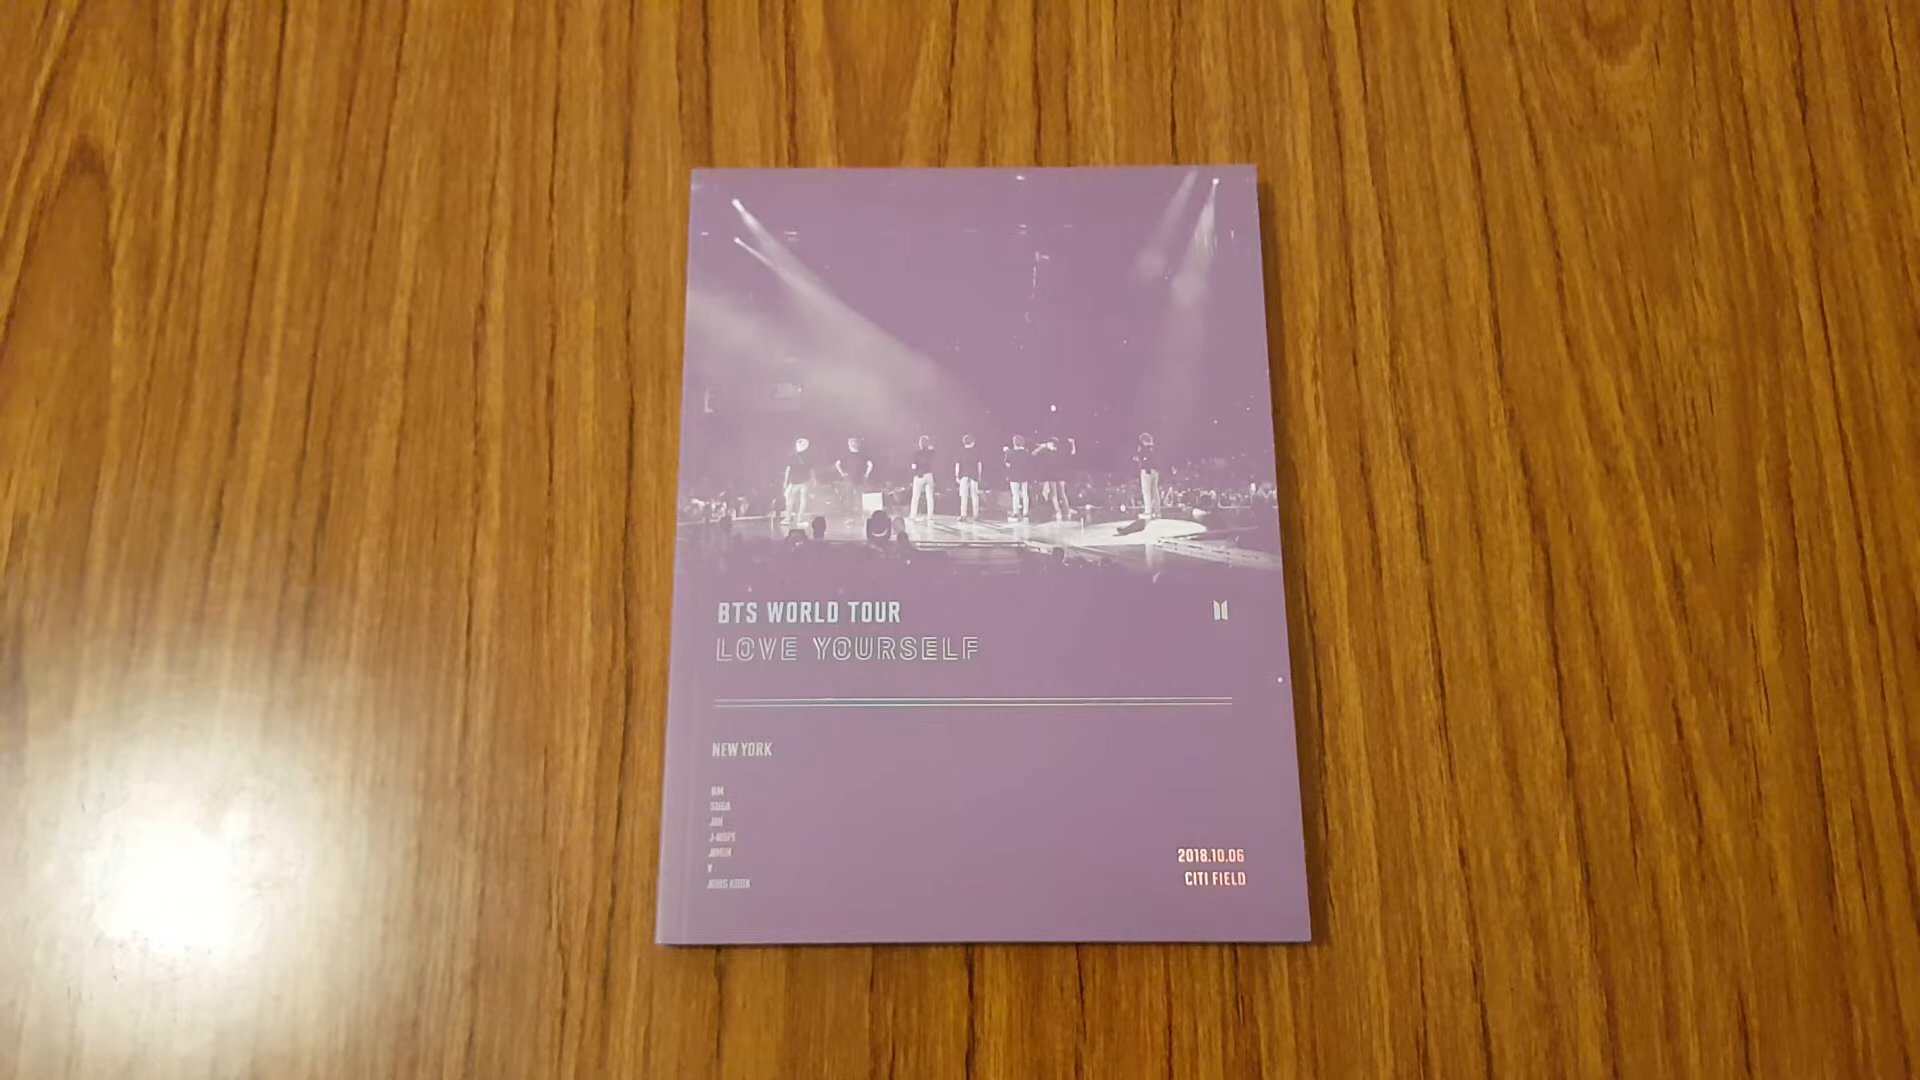 BTS WORLD TOUR
LOVE YOURSELF
NEW YORK
RM
SUGA
JIN
J-HOPE
JIMIN
V
JUNG KOOK
2018.10.06
CITI FIELD